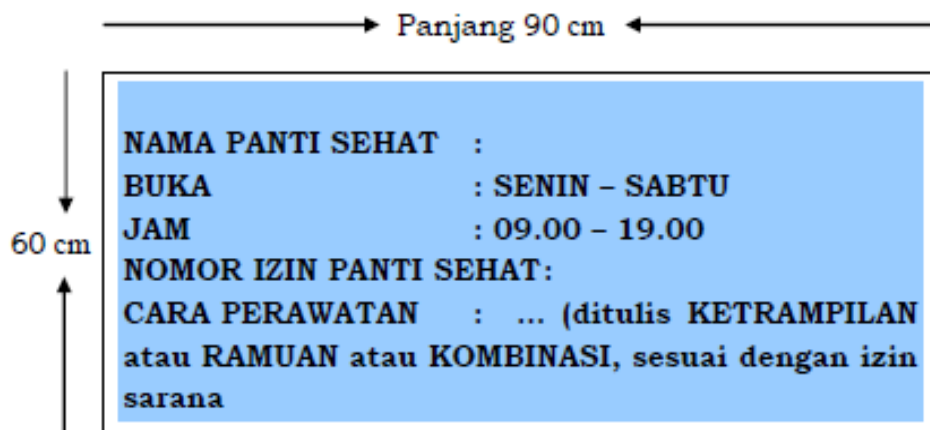 Panjang 90 cm
NAMA PANTI SEHAT :
BUKA : SENIN – SABTU
JAM : 09.00 – 19.00
60 cm
NOMOR IZIN PANTI SEHAT:
CARA PERAWATAN : ... (ditulis KETRAMPILAN
atau RAMUAN atau KOMBINASI, sesuai dengan izin
sarana